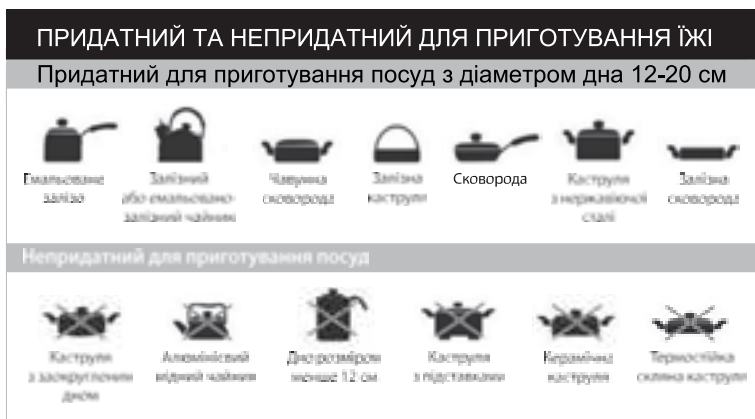 ПРИДАТНИЙ ТА НЕПРИДАТНИЙ ДЛЯ ПРИГОТУВАННЯ ЇЖІ
Придатний для приготування посуд з діаметром дна 12-20 см
Емальоване
залізо
Залізний
або емальовано-
залізний чайник
Чавунна
сковорода
Залізна
каструля
Сковорода
Каструля
з нержавіючої
сталі
Залізна
сковорода
Непридатний для приготування посуд
Каструля
з заокругленим
дном
Алюмінієвий
мідний чайник
Дно розміром
менше 12 см
Каструля
з підставками
Керамічна
каструля
Термостійка
скляна каструля